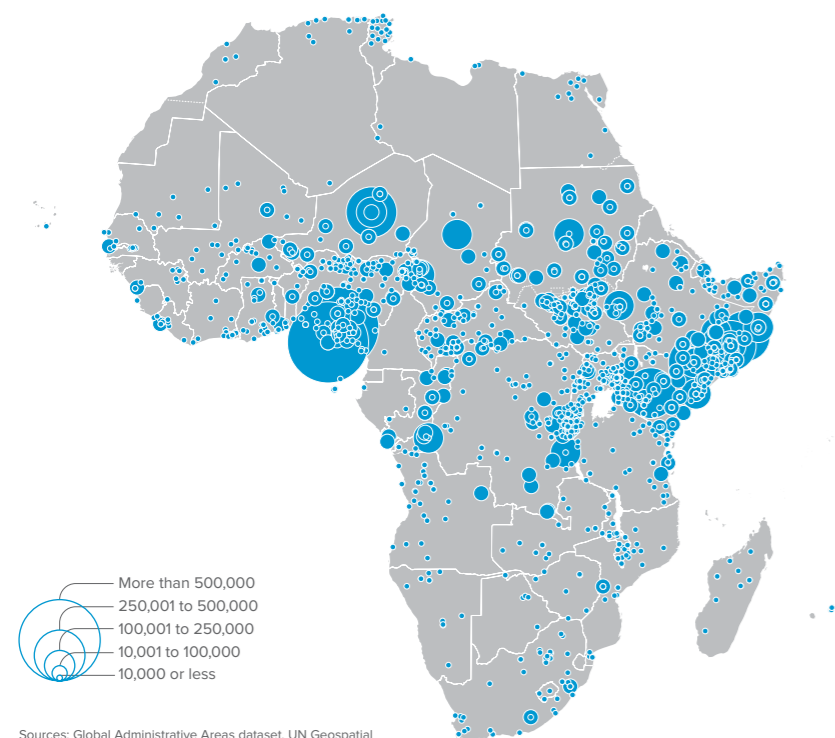 More than 500,000
250,001 to 500,000
100,001 to 250,000
10,001 to 100,000
10,000 or less
Sources: Global Administrative Areas dataset, UN Geospatial